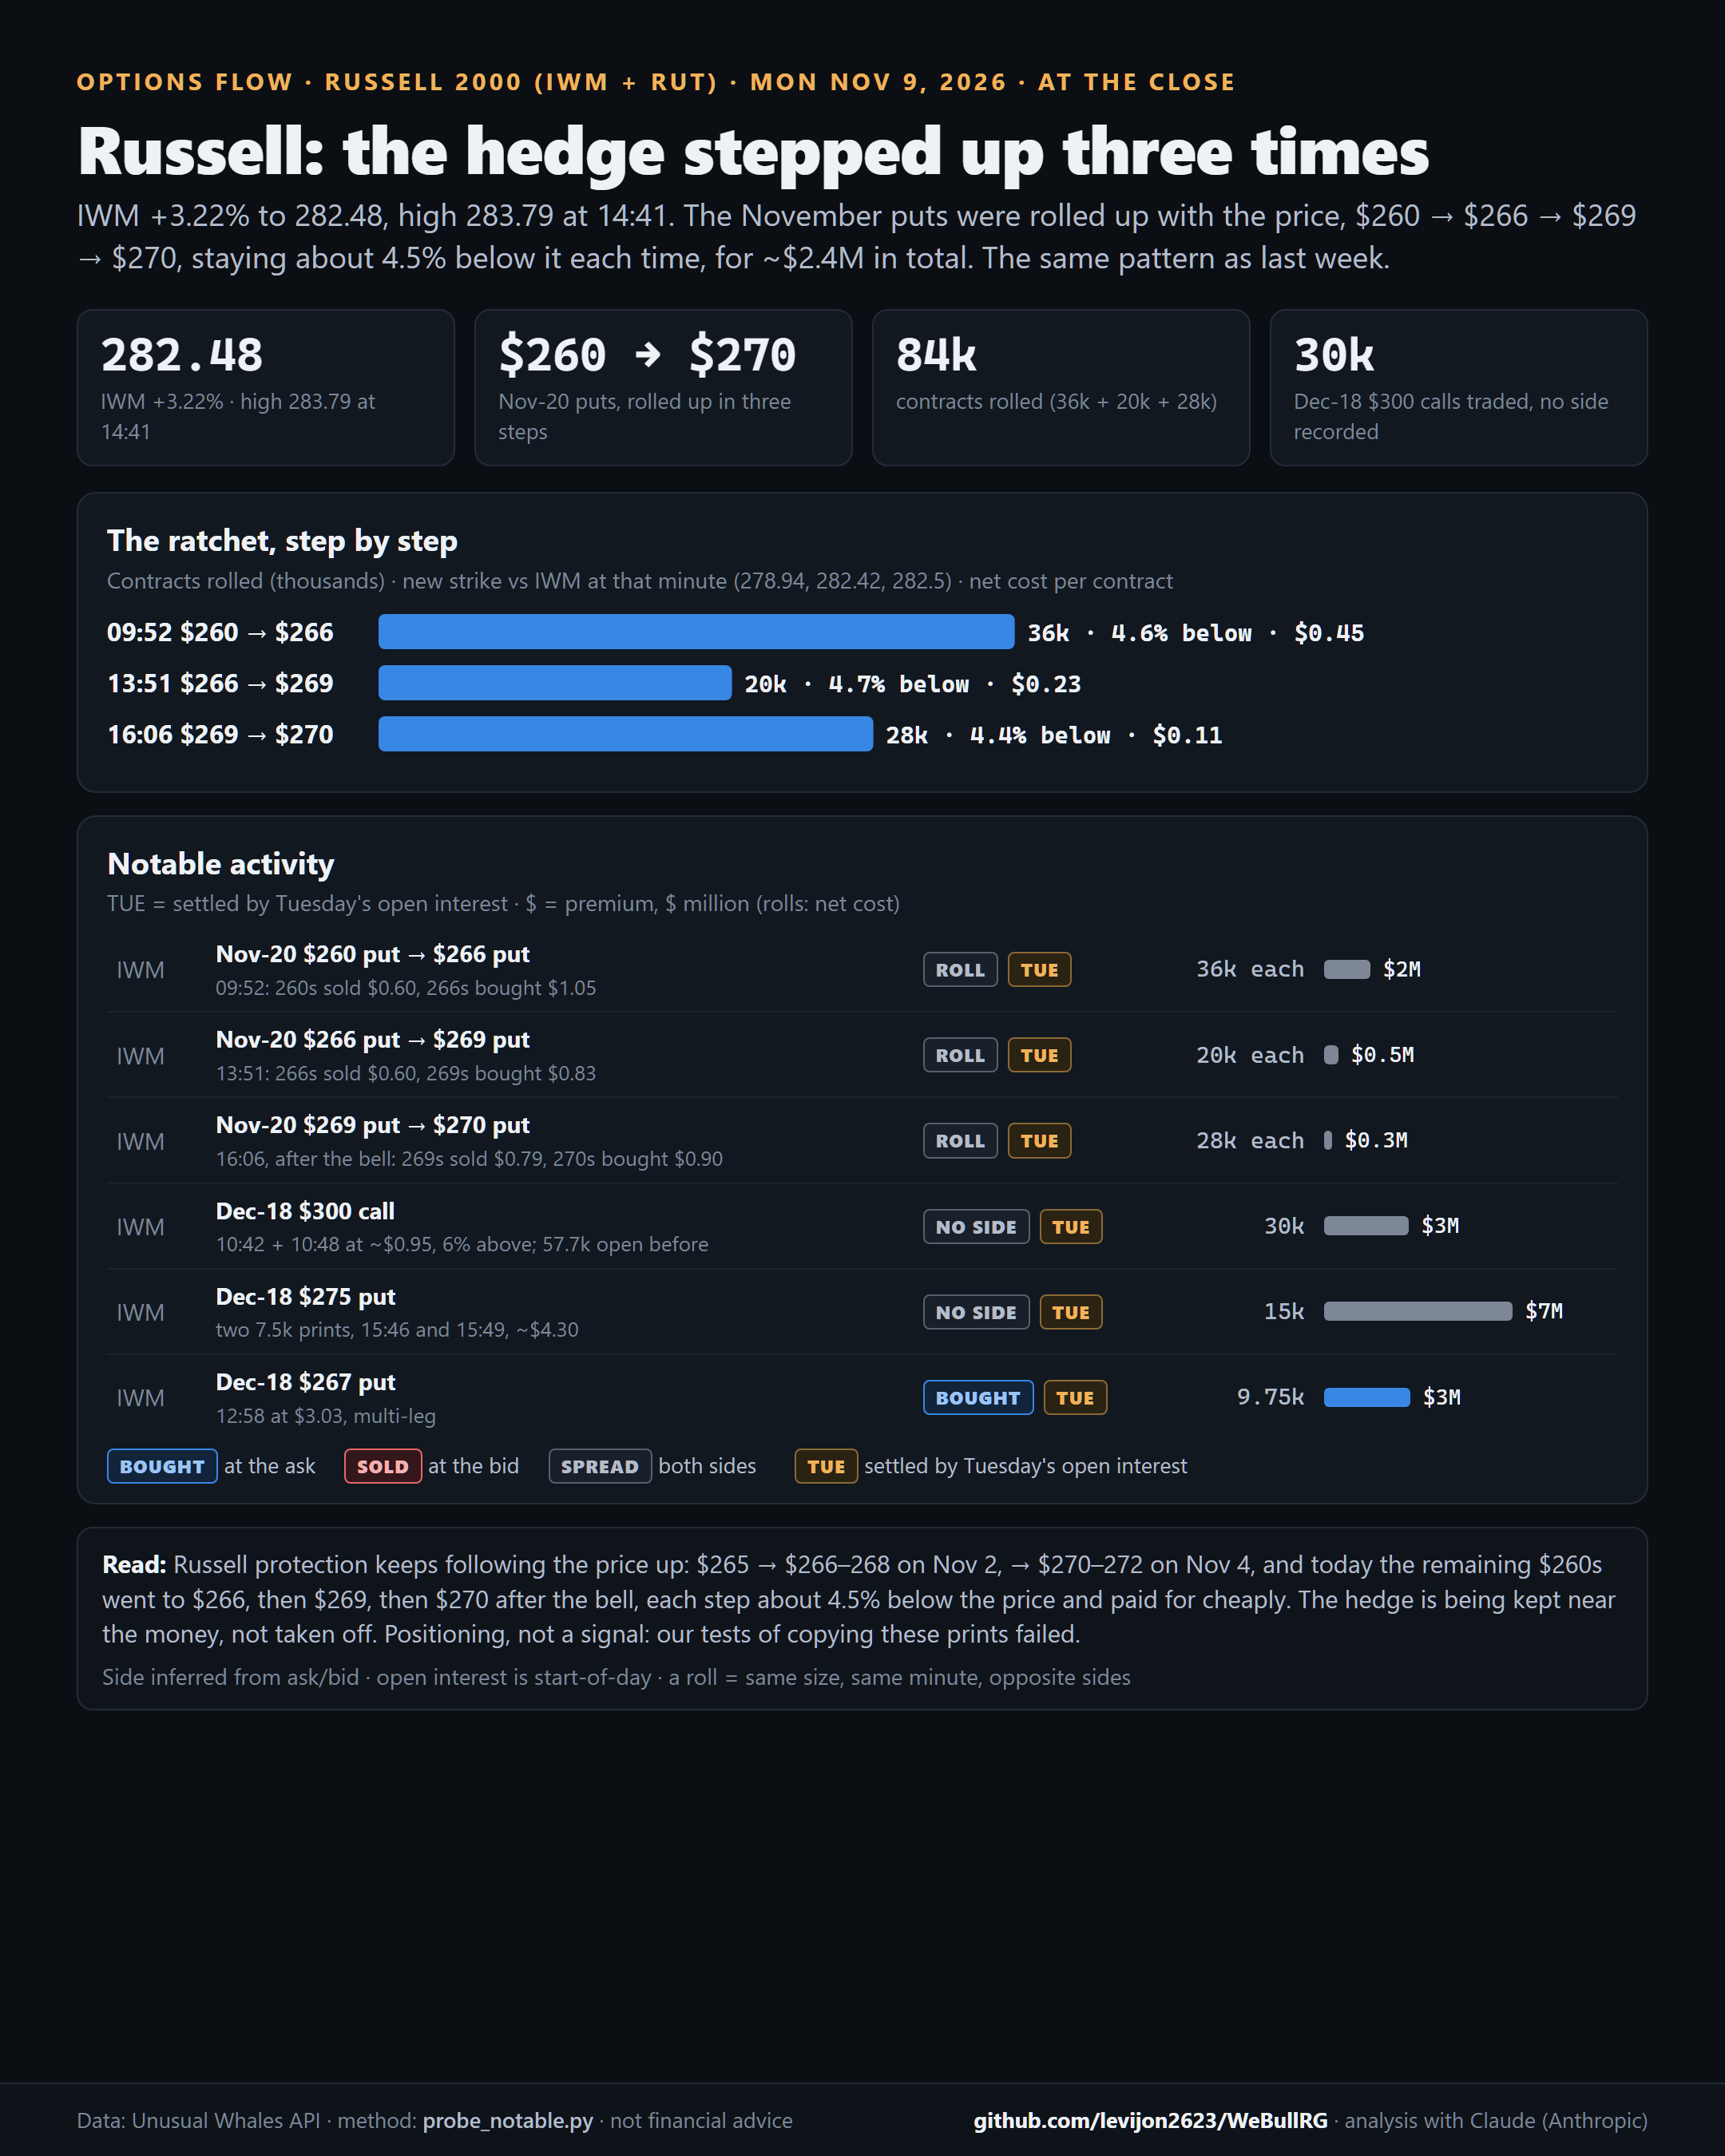 OPTIONS FLOW · RUSSELL 2000 (IWM + RUT) · MON NOV 9, 2026 · AT THE CLOSE
Russell: the hedge stepped up three times
IWM +3.22% to 282.48, high 283.79 at 14:41. The November puts were rolled up with the price, $260 → $266 → $269
→ $270, staying about 4.5% below it each time, for ~$2.4M in total. The same pattern as last week.
282.48
IWM +3.22% · high 283.79 at
14:41
$260 → $270
Nov-20 puts, rolled up in three
steps
84k
contracts rolled (36k + 20k + 28k)
30k
Dec-18 $300 calls traded, no side
recorded
The ratchet, step by step
Contracts rolled (thousands) · new strike vs IWM at that minute (278.94, 282.42, 282.5) · net cost per contract
09:52 $260 → $266 36k · 4.6% below · $0.45
13:51 $266 → $269 20k · 4.7% below · $0.23
16:06 $269 → $270 28k · 4.4% below · $0.11
Notable activity
TUE = settled by Tuesday's open interest · $ = premium, $ million (rolls: net cost)
IWM Nov-20 $260 put → $266 put ROLL TUE 36k each $2M
09:52: 260s sold $0.60, 266s bought $1.05
IWM Nov-20 $266 put → $269 put ROLL TUE 20k each $0.5M
13:51: 266s sold $0.60, 269s bought $0.83
IWM Nov-20 $269 put → $270 put ROLL TUE 28k each $0.3M
16:06, after the bell: 269s sold $0.79, 270s bought $0.90
IWM Dec-18 $300 call NO SIDE TUE 30k $3M
10:42 + 10:48 at ~$0.95, 6% above; 57.7k open before
IWM Dec-18 $275 put NO SIDE TUE 15k $7M
two 7.5k prints, 15:46 and 15:49, ~$4.30
IWM Dec-18 $267 put BOUGHT TUE 9.75k $3M
12:58 at $3.03, multi-leg
BOUGHT at the ask SOLD at the bid SPREAD both sides TUE settled by Tuesday's open interest
Read: Russell protection keeps following the price up: $265 → $266–268 on Nov 2, → $270–272 on Nov 4, and today the remaining $260s
went to $266, then $269, then $270 after the bell, each step about 4.5% below the price and paid for cheaply. The hedge is being kept near
the money, not taken off. Positioning, not a signal: our tests of copying these prints failed.
Side inferred from ask/bid · open interest is start-of-day · a roll = same size, same minute, opposite sides
Data: Unusual Whales API · method: probe_notable.py · not financial advice github.com/levijon2623/WeBullRG · analysis with Claude (Anthropic)